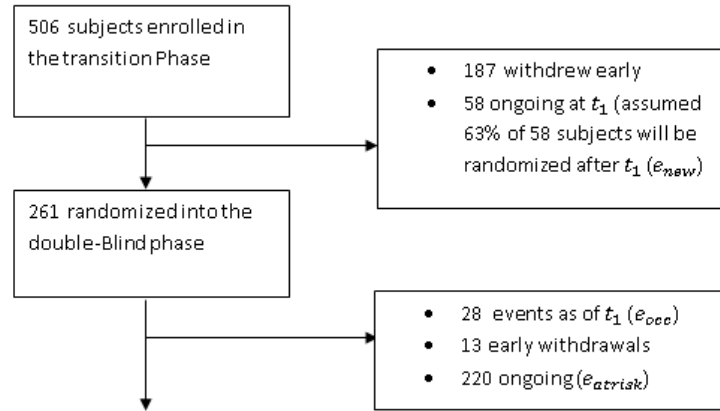 506 subjects enrolled in
the transition Phase
• 187 withdrew early
• 58 ongoing at t₁ (assumed
63% of 58 subjects will be
randomized after t₁ (eₙₑw)
261 randomized into the
double-Blind phase
• 28 events as of t₁ (eₒcc)
• 13 early withdrawals
• 220 ongoing(eₐₜᵣᵢₛₖ)